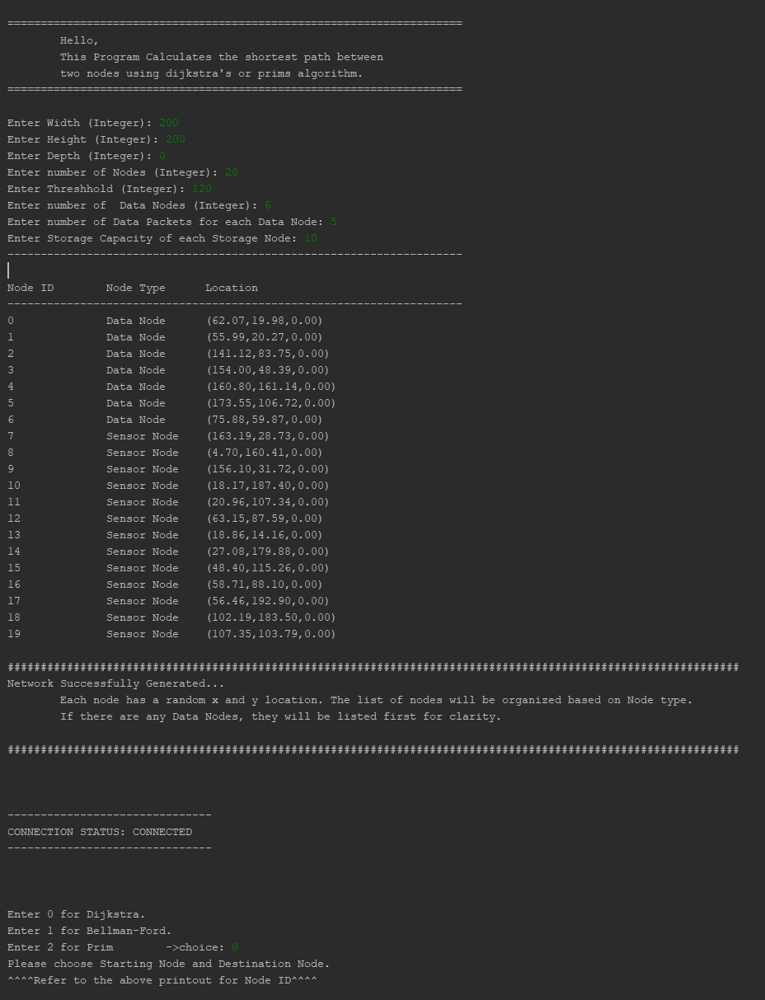 =====================================================================
        Hello,
        This Program Calculates the shortest path between
        two nodes using dijkstra's or prims algorithm.
=====================================================================
Enter Width (Integer): 200
Enter Height (Integer): 200
Enter Depth (Integer): 0
Enter number of Nodes (Integer): 20
Enter Threshhold (Integer): 120
Enter number of  Data Nodes (Integer): 6
Enter number of Data Packets for each Data Node: 5
Enter Storage Capacity of each Storage Node: 10
---------------------------------------------------------------------
Node ID        Node Type      Location
---------------------------------------------------------------------
0              Data Node      (62.07,19.98,0.00)
1              Data Node      (55.99,20.27,0.00)
2              Data Node      (141.12,83.75,0.00)
3              Data Node      (154.00,48.39,0.00)
4              Data Node      (160.80,161.14,0.00)
5              Data Node      (173.55,106.72,0.00)
6              Data Node      (75.88,59.87,0.00)
7              Sensor Node    (163.19,28.73,0.00)
8              Sensor Node    (4.70,160.41,0.00)
9              Sensor Node    (156.10,31.72,0.00)
10             Sensor Node    (18.17,187.40,0.00)
11             Sensor Node    (20.96,107.34,0.00)
12             Sensor Node    (63.15,87.59,0.00)
13             Sensor Node    (18.86,14.16,0.00)
14             Sensor Node    (27.08,179.88,0.00)
15             Sensor Node    (48.40,115.26,0.00)
16             Sensor Node    (58.71,88.10,0.00)
17             Sensor Node    (56.46,192.90,0.00)
18             Sensor Node    (102.19,183.50,0.00)
19             Sensor Node    (107.35,103.79,0.00)
###############################################################################################################
Network Successfully Generated...
        Each node has a random x and y location. The list of nodes will be organized based on Node type.
        If there are any Data Nodes, they will be listed first for clarity.
###############################################################################################################
-------------------------------
CONNECTION STATUS: CONNECTED
-------------------------------
Enter 0 for Dijkstra.
Enter 1 for Bellman-Ford.
Enter 2 for Prim        ->choice: 0
Please choose Starting Node and Destination Node.
^^^^Refer to the above printout for Node ID^^^^